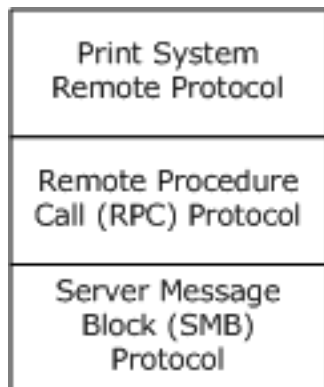 Print System
Remote Protocol
Remote Procedure
Call (RPC) Protocol
Server Message
Block (SMB)
Protocol